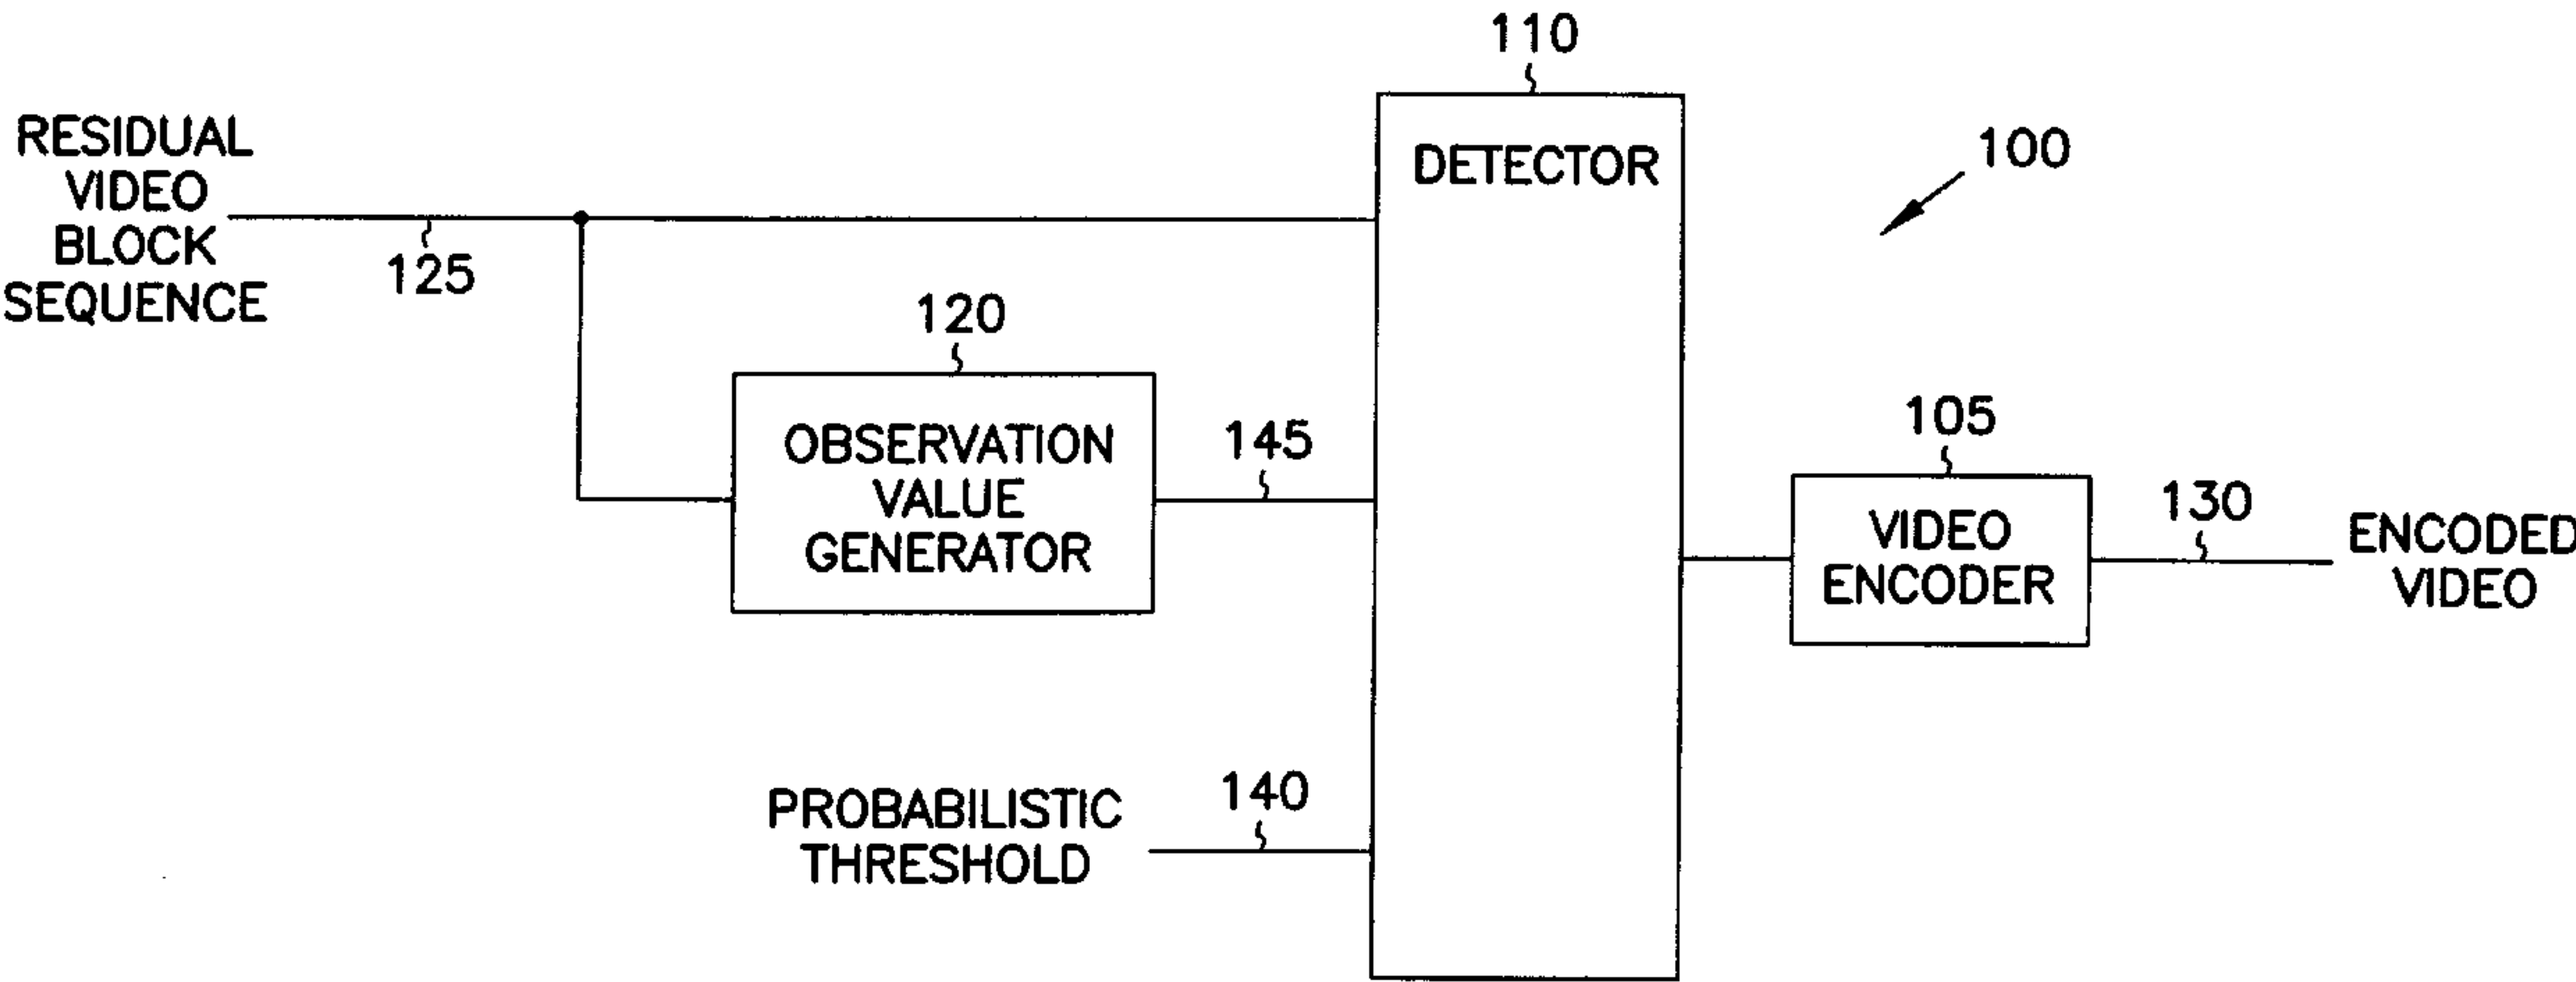 110
RESIDUAL
VIDEO
BLOCK
SEQUENCE
125
DETECTOR
100
120
OBSERVATION
VALUE
GENERATOR
145
105
VIDEO
ENCODER
130
ENCODED
VIDEO
PROBABILISTIC
THRESHOLD
140